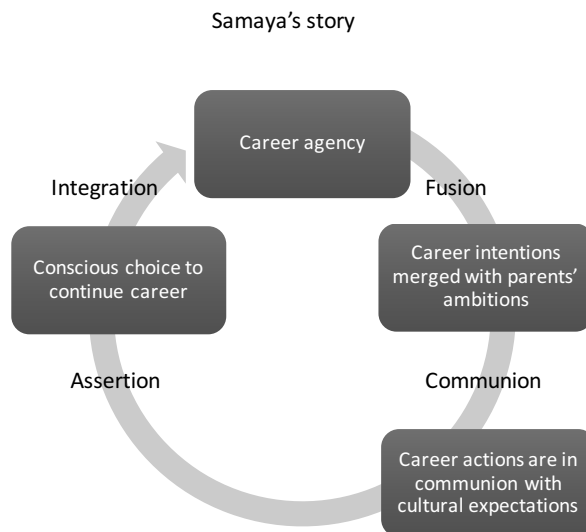 Samaya’s story
Career agency
Integration
Fusion
Conscious choice to
continue career
Career intentions
merged with parents’
ambitions
Assertion
Communion
Career actions are in
communion with
cultural expectations